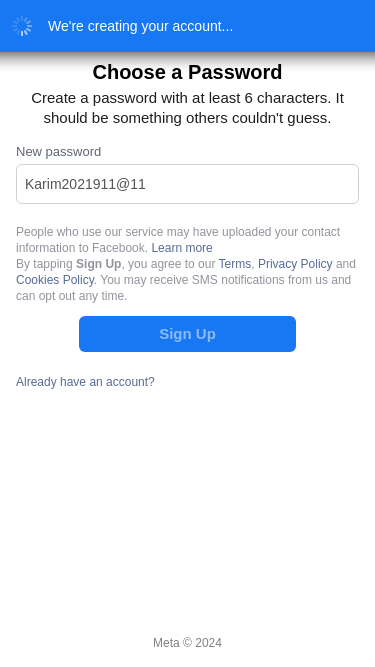 We're creating your account...
Choose a Password
Create a password with at least 6 characters. It
should be something others couldn't guess.
New password
Karim2021911@11
People who use our service may have uploaded your contact
information to Facebook. Learn more
By tapping Sign Up, you agree to our Terms, Privacy Policy and
Cookies Policy. You may receive SMS notifications from us and
can opt out any time.
Sign Up
Already have an account?
Meta © 2024